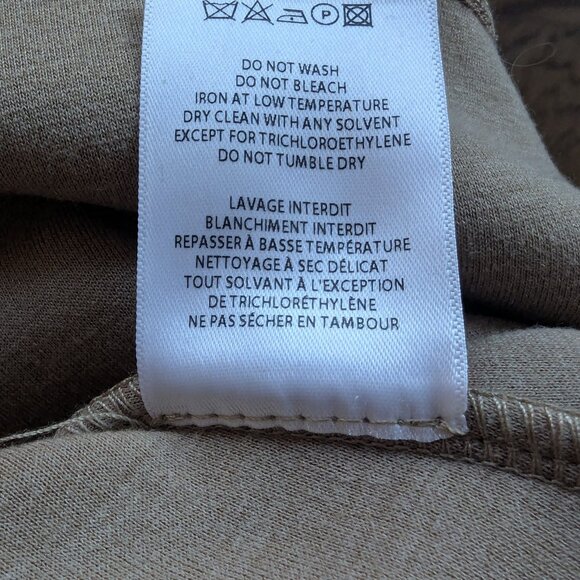 DO NOT WASH
DO NOT BLEACH
IRON AT LOW TEMPERATURE
DRY CLEAN WITH ANY SOLVENT
EXCEPT FOR TRICHLOROETHYLENE
DO NOT TUMBLE DRY
LAVAGE INTERDIT
BLANCHIMENT INTERDIT
REPASSER À BASSE TEMPÉRATURE
NETTOYAGE À SEC DÉLICAT
TOUT SOLVANT À L'EXCEPTION
DE TRICHLORÉTHYLÈNE
NE PAS SÉCHER EN TAMBOUR